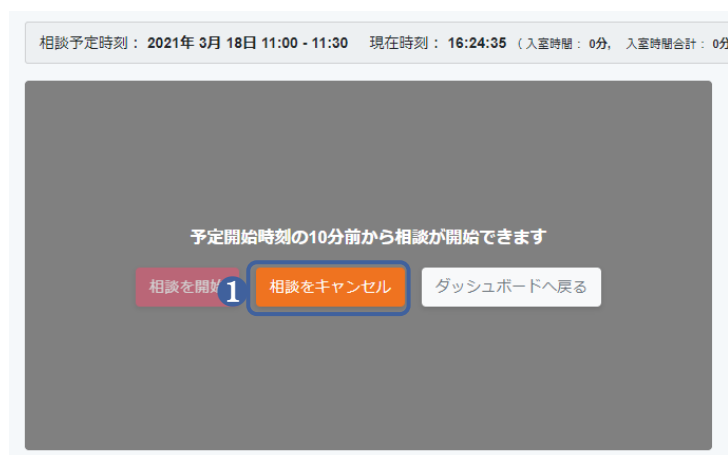 相談予定時刻： 2021年 3月 18日 11:00 - 11:30 現在時刻： 16:24:35 （入室時間： 0分, 入室時間合計： 0分
予定開始時刻の10分前から相談が開始できます
相談を開始 1 相談をキャンセル ダッシュボードへ戻る